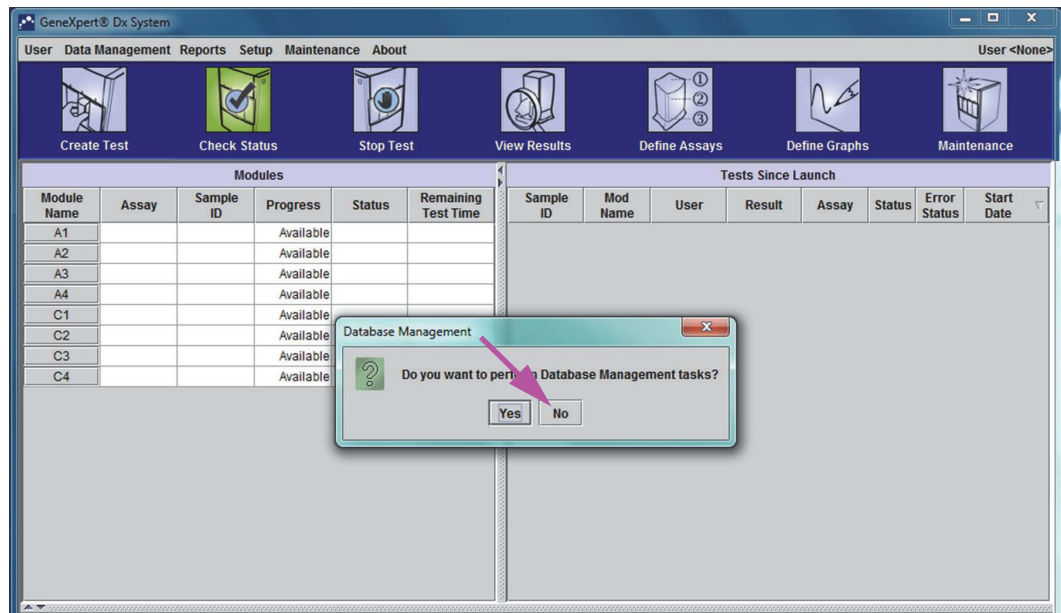 GeneXpert® Dx System
User Data Management Reports Setup Maintenance About User <None>
① ② ③
Create Test Check Status Stop Test View Results Define Assays Define Graphs Maintenance
Modules
Module Name Assay Sample ID Progress Status Remaining Test Time
A1 Available
A2 Available
A3 Available
A4 Available
C1 Available
C2 Available
C3 Available
C4 Available
Tests Since Launch
Sample ID Mod Name User Result Assay Status Error Status Start Date
Database Management
Do you want to Database Management tasks?
Yes No